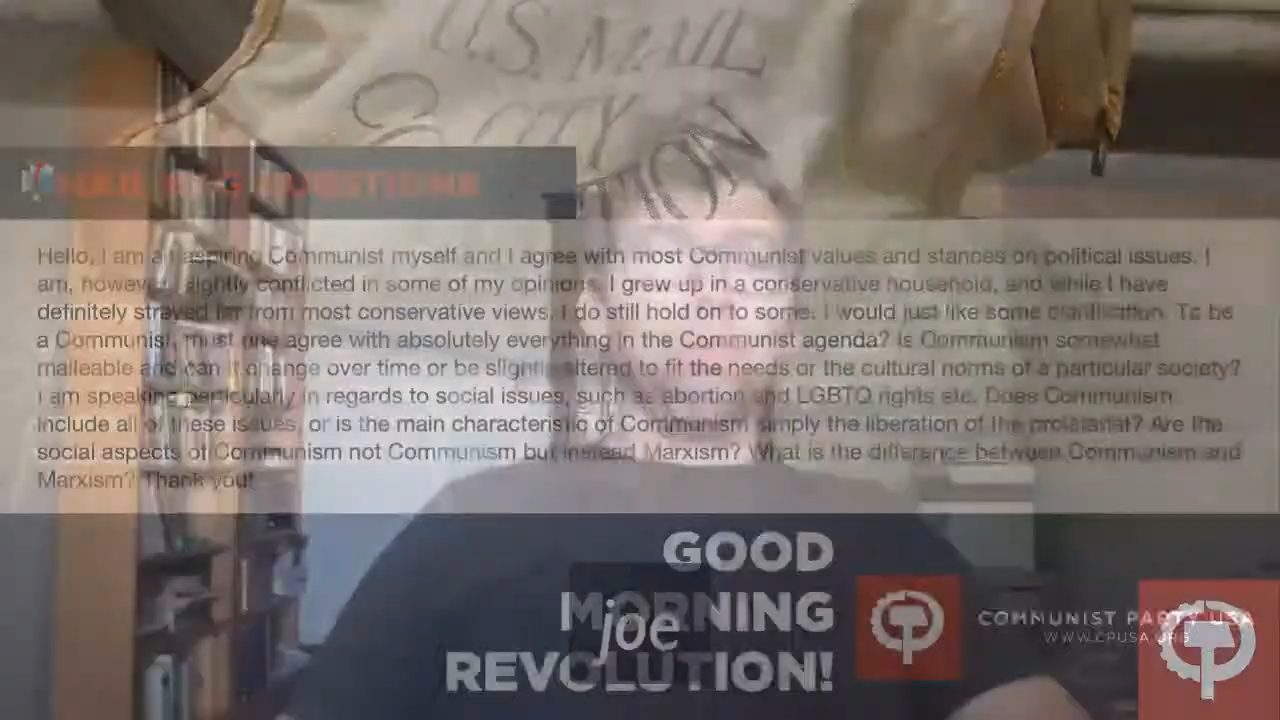 U.S. MAIL
QUESTIONS
Hello, I am an aspiring Communist myself and I agree with most Communist values and stances on political issues. I
am, however, slightly conflicted in some of my opinions. I grew up in a conservative household, and while I have
definitely strayed far from most conservative views, I do still hold on to some. I would just like some clarification. To be
a Communist, must one agree with absolutely everything in the Communist agenda? Is Communism somewhat
malleable and can it change over time or be slightly altered to fit the needs or the cultural norms of a particular society?
I am speaking particularly in regards to social issues, such as abortion and LGBTQ rights etc. Does Communism
include all of these issues, or is the main characteristic of Communism simply the liberation of the proletariat? Are the
social aspects of Communism not Communism but instead Marxism? What is the difference between Communism and
Marxism? Thank you!
GOOD
MORNING
REVOLUTION!
joe
COMMUNIST PARTY USA
WWW.CPUSA.ORG